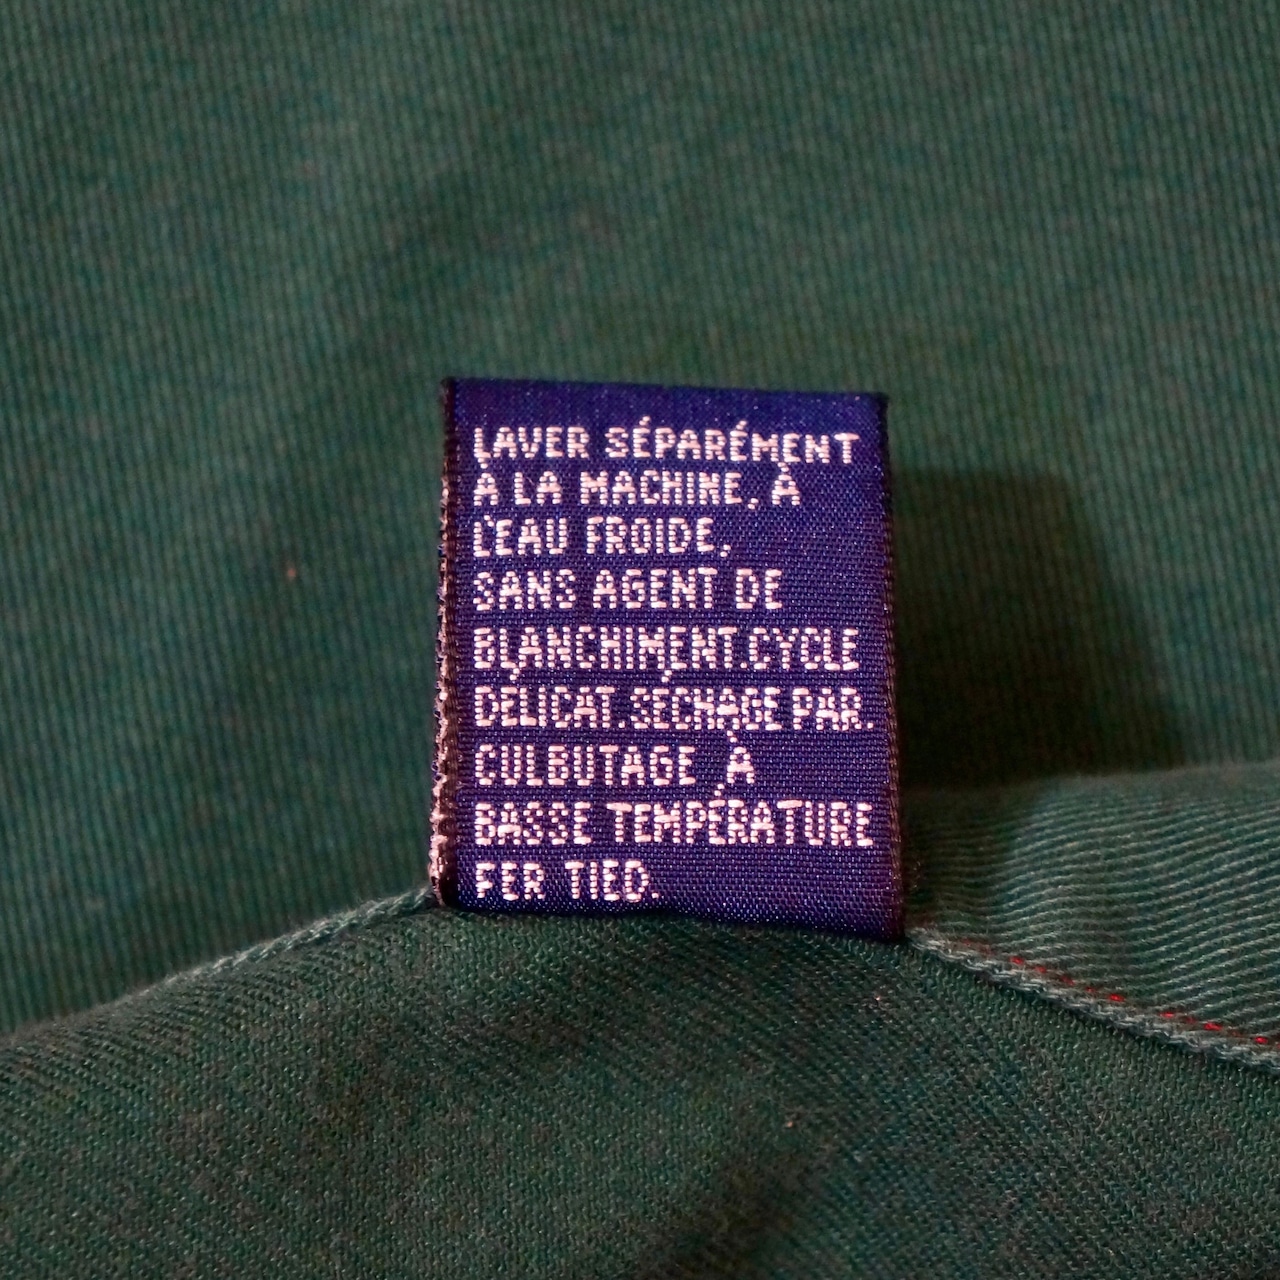 LAVER SÉPARÉMENT
À LA MACHINE, À
L'EAU FROIDE,
SANS AGENT DE
BLANCHIMENT.CYCLE
DÉLICAT.SÉCHAGE PAR.
CULBUTAGE À
BASSE TEMPÉRATURE
FER TIED.